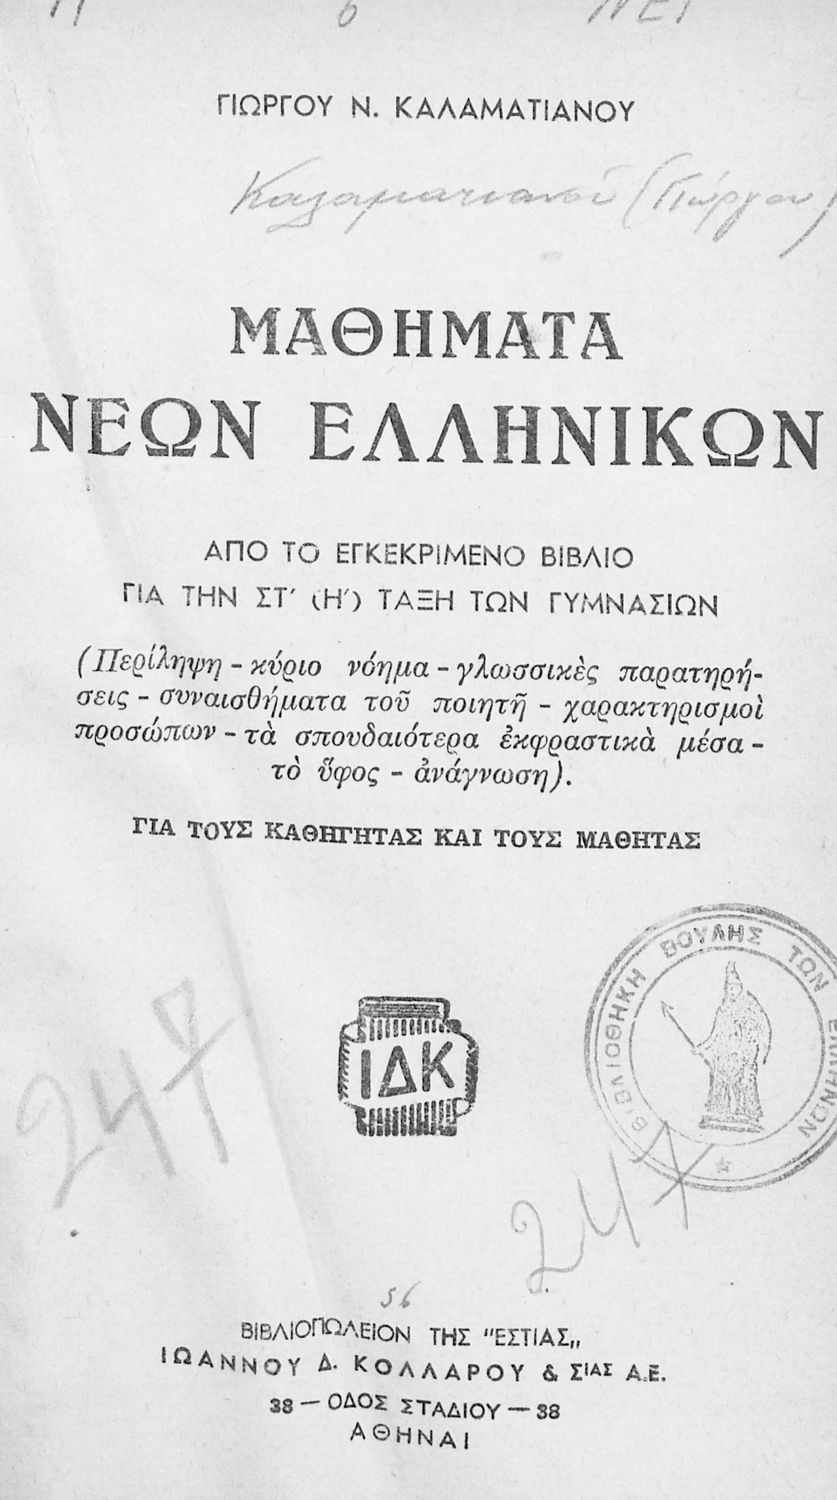 ΓΙΩΡΓΟΥ Ν. ΚΑΛΑΜΑΤΙΑΝΟΥ
Καλαματιανοῦ (Γιώργου)
ΜΑΘΗΜΑΤΑ
ΝΕΩΝ ΕΛΛΗΝΙΚΩΝ
ΑΠΟ ΤΟ ΕΓΚΕΚΡΙΜΕΝΟ ΒΙΒΛΙΟ
ΓΙΑ ΤΗΝ ΣΤ′ (Η′) ΤΑΞΗ ΤΩΝ ΓΥΜΝΑΣΙΩΝ
(Περίληψη - κύριο νόημα - γλωσσικὲς παρατηρή-
σεις - συναισθήματα τοῦ ποιητῆ - χαρακτηρισμοὶ
προσώπων - τὰ σπουδαιότερα ἐκφραστικὰ μέσα -
τὸ ὕφος - ἀνάγνωση).
ΓΙΑ ΤΟΥΣ ΚΑΘΗΓΗΤΑΣ ΚΑΙ ΤΟΥΣ ΜΑΘΗΤΑΣ
ΒΙΒΛΙΟΘΗΚΗ ΒΟΥΛΗΣ ΤΩΝ ΕΛΛΗΝΩΝ
ΙΔΚ
247
247
56
ΒΙΒΛΙΟΠΩΛΕΙΟΝ ΤΗΣ "ΕΣΤΙΑΣ„
ΙΩΑΝΝΟΥ Δ. ΚΟΛΛΑΡΟΥ & ΣΙΑΣ Α.Ε.
38 — ΟΔΟΣ ΣΤΑΔΙΟΥ — 38
ΑΘΗΝΑΙ